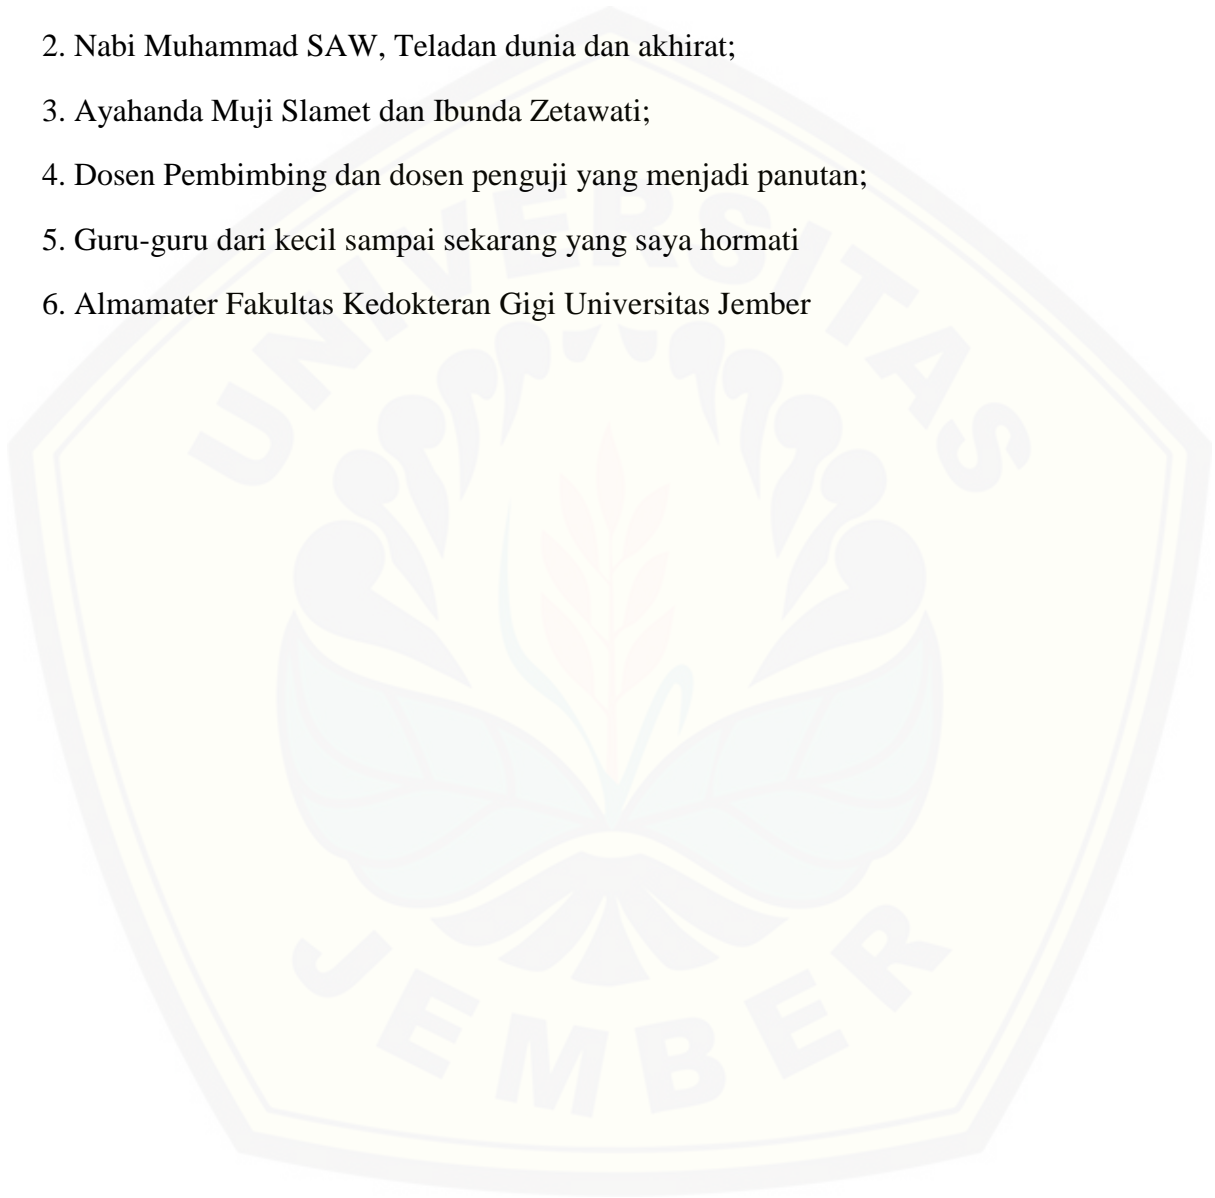 2. Nabi Muhammad SAW, Teladan dunia dan akhirat;
3. Ayahanda Muji Slamet dan Ibunda Zetawati;
4. Dosen Pembimbing dan dosen penguji yang menjadi panutan;
5. Guru-guru dari kecil sampai sekarang yang saya hormati
6. Almamater Fakultas Kedokteran Gigi Universitas Jember
UNIVERSITAS
JEMBER